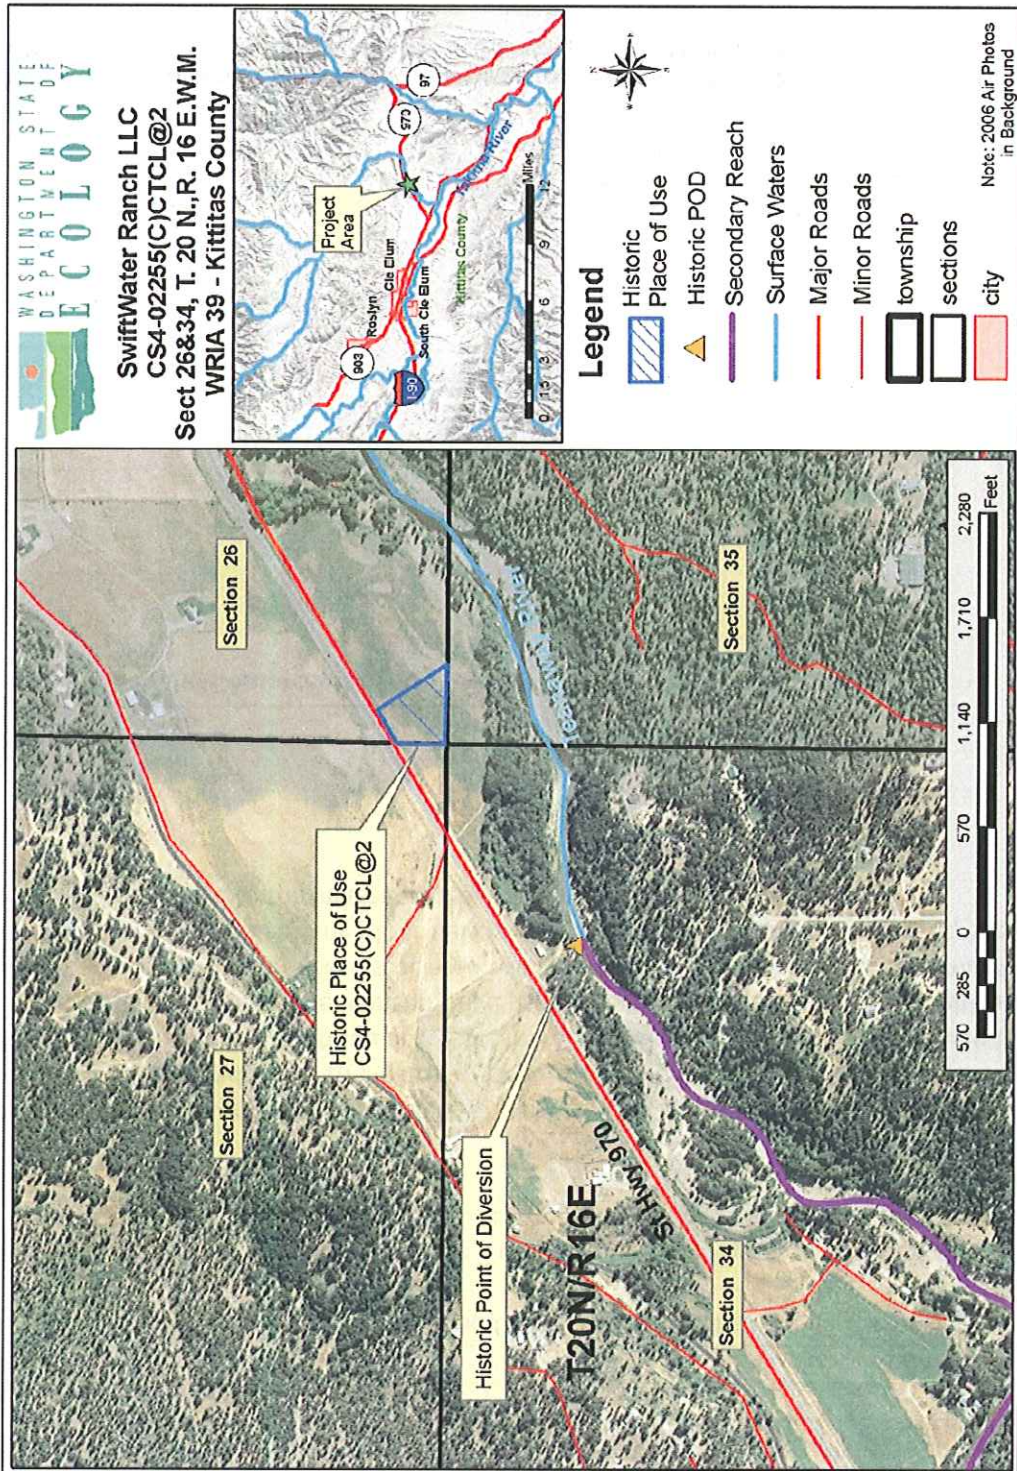 WASHINGTON STATE
DEPARTMENT OF
ECOLOGY
SwiftWater Ranch LLC
CS4-02255(C)CTCL@2
Sect 26&34, T. 20 N.,R. 16 E.W.M.
WRIA 39 - Kittitas County
903
Roslyn
Cle Elum
South Cle Elum
I-90
Project
Area
970
97
Yakima River
Kittitas County
0 1.5 3 6 9 12
Miles
Legend
Historic
Place of Use
Historic POD
Secondary Reach
Surface Waters
Major Roads
Minor Roads
township
sections
city
N
Note: 2006 Air Photos
in Background
Section 27
Section 26
Historic Place of Use
CS4-02255(C)CTCL@2
Historic Point of Diversion
T20N/R16E
St Hwy 970
Teanaway River
Section 34
Section 35
570 285 0 570 1,140 1,710 2,280
Feet